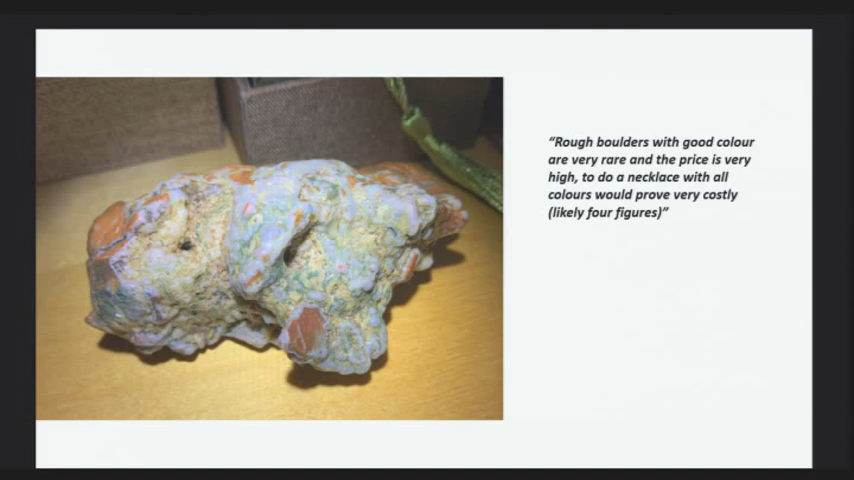 “Rough boulders with good colour
are very rare and the price is very
high, to do a necklace with all
colours would prove very costly
(likely four figures)”